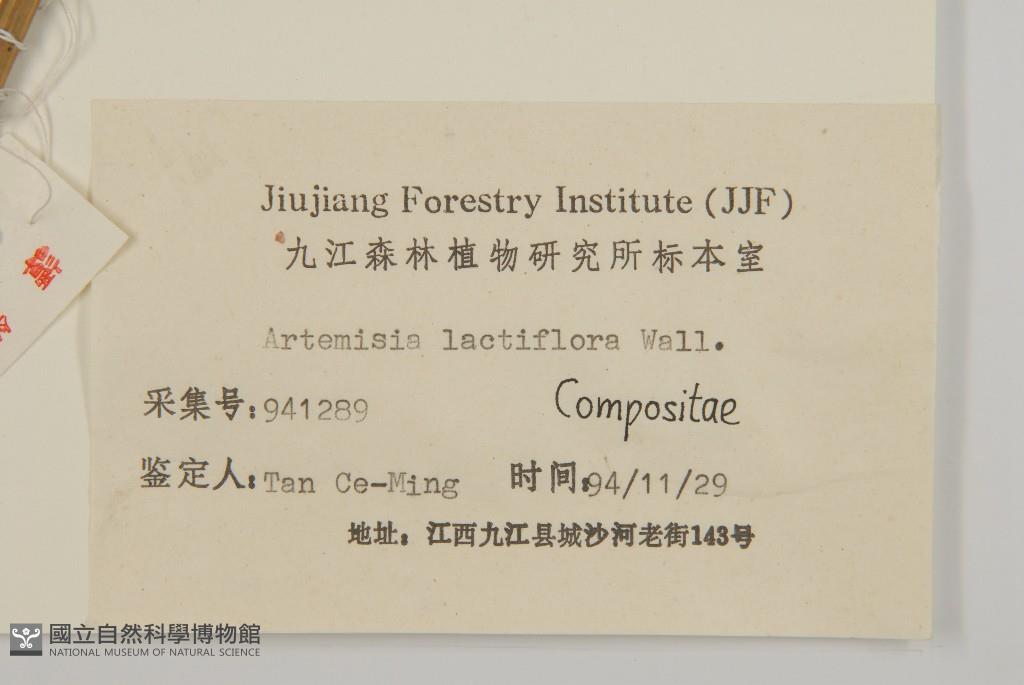 Jiujiang Forestry Institute (JJF)
九江森林植物研究所标本室
Artemisia lactiflora Wall.
采集号:941289
Compositae
鉴定人:Tan Ce-Ming 时间:94/11/29
地址：江西九江县城沙河老街143号
國立自然科學博物館
NATIONAL MUSEUM OF NATURAL SCIENCE